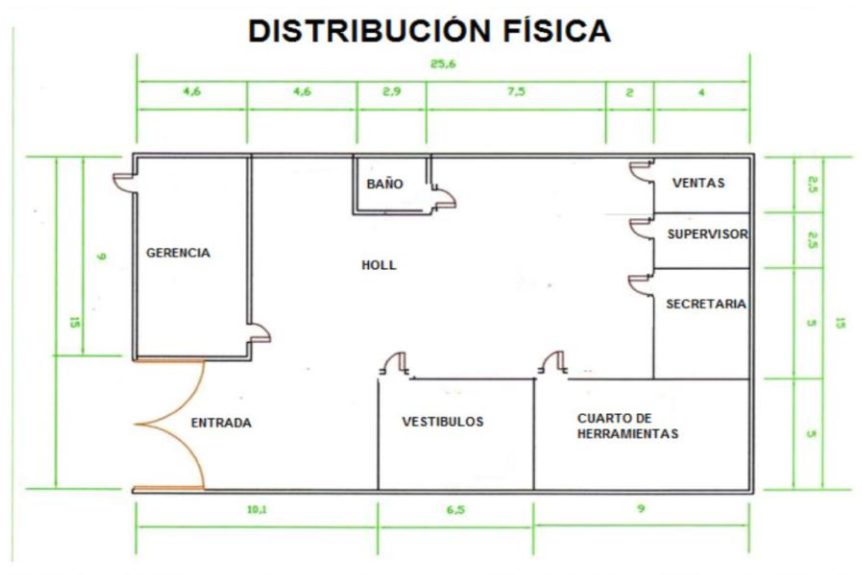 DISTRIBUCIÓN FÍSICA
25,6
4,6
4,6
2,9
7,5
2
4
BAÑO
VENTAS
2,5
GERENCIA
SUPERVISOR
2,5
HOLL
9
SECRETARIA
15
5
15
ENTRADA
VESTIBULOS
CUARTO DE
HERRAMIENTAS
5
10,1
6,5
9